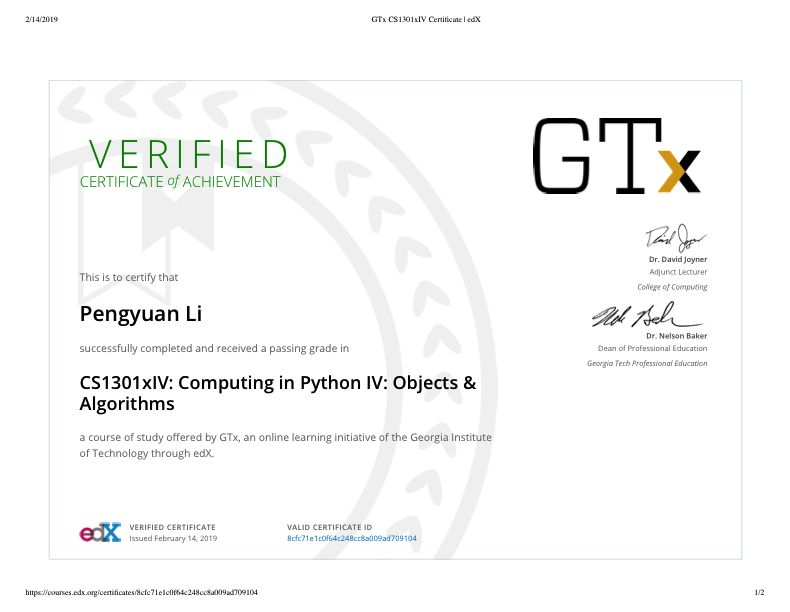 2/14/2019
GTx CS1301xIV Certificate | edX
VERIFIED
CERTIFICATE of ACHIEVEMENT
GTx
Dr. David Joyner
Adjunct Lecturer
College of Computing
Dr. Nelson Baker
Dean of Professional Education
Georgia Tech Professional Education
This is to certify that
Pengyuan Li
successfully completed and received a passing grade in
CS1301xIV: Computing in Python IV: Objects &
Algorithms
a course of study offered by GTx, an online learning initiative of the Georgia Institute
of Technology through edX.
edX
VERIFIED CERTIFICATE
Issued February 14, 2019
VALID CERTIFICATE ID
8cfc71e1c0f64c248cc8a009ad709104
https://courses.edx.org/certificates/8cfc71e1c0f64c248cc8a009ad709104
1/2